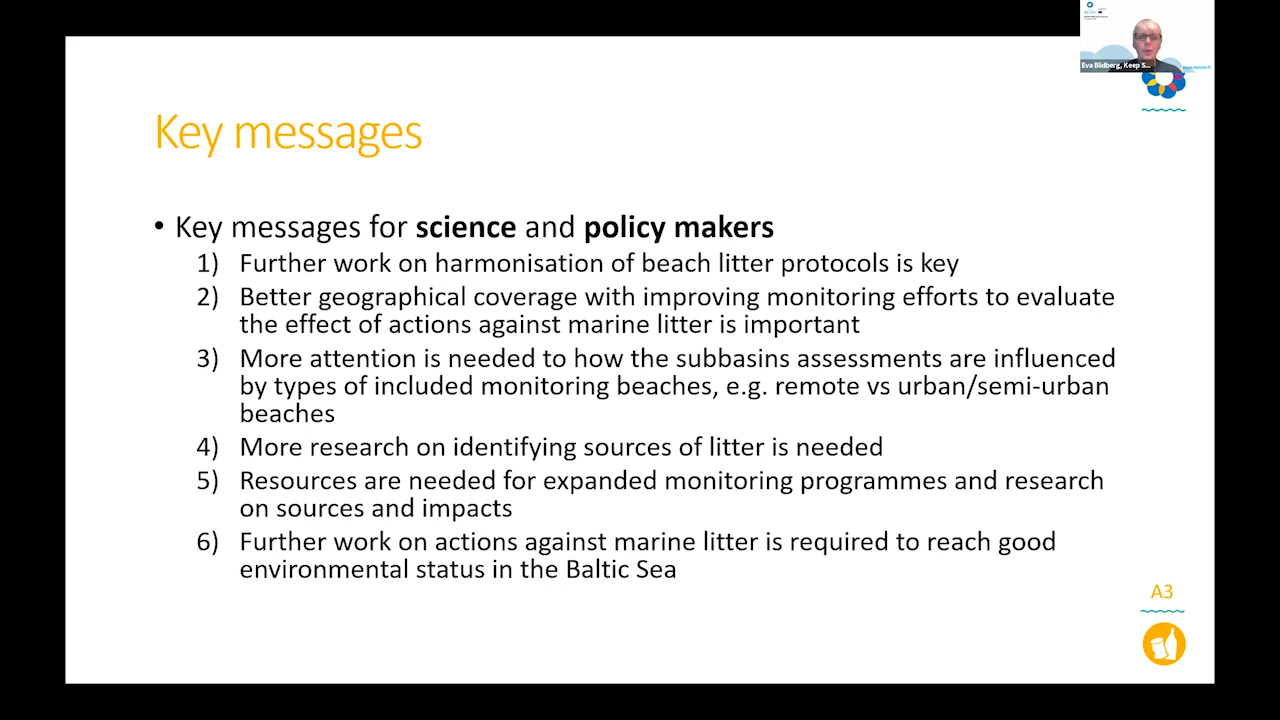 Eva Blidberg, Keep S...
Key messages
• Key messages for science and policy makers
1) Further work on harmonisation of beach litter protocols is key
2) Better geographical coverage with improving monitoring efforts to evaluate
the effect of actions against marine litter is important
3) More attention is needed to how the subbasins assessments are influenced
by types of included monitoring beaches, e.g. remote vs urban/semi-urban
beaches
4) More research on identifying sources of litter is needed
5) Resources are needed for expanded monitoring programmes and research
on sources and impacts
6) Further work on actions against marine litter is required to reach good
environmental status in the Baltic Sea
A3